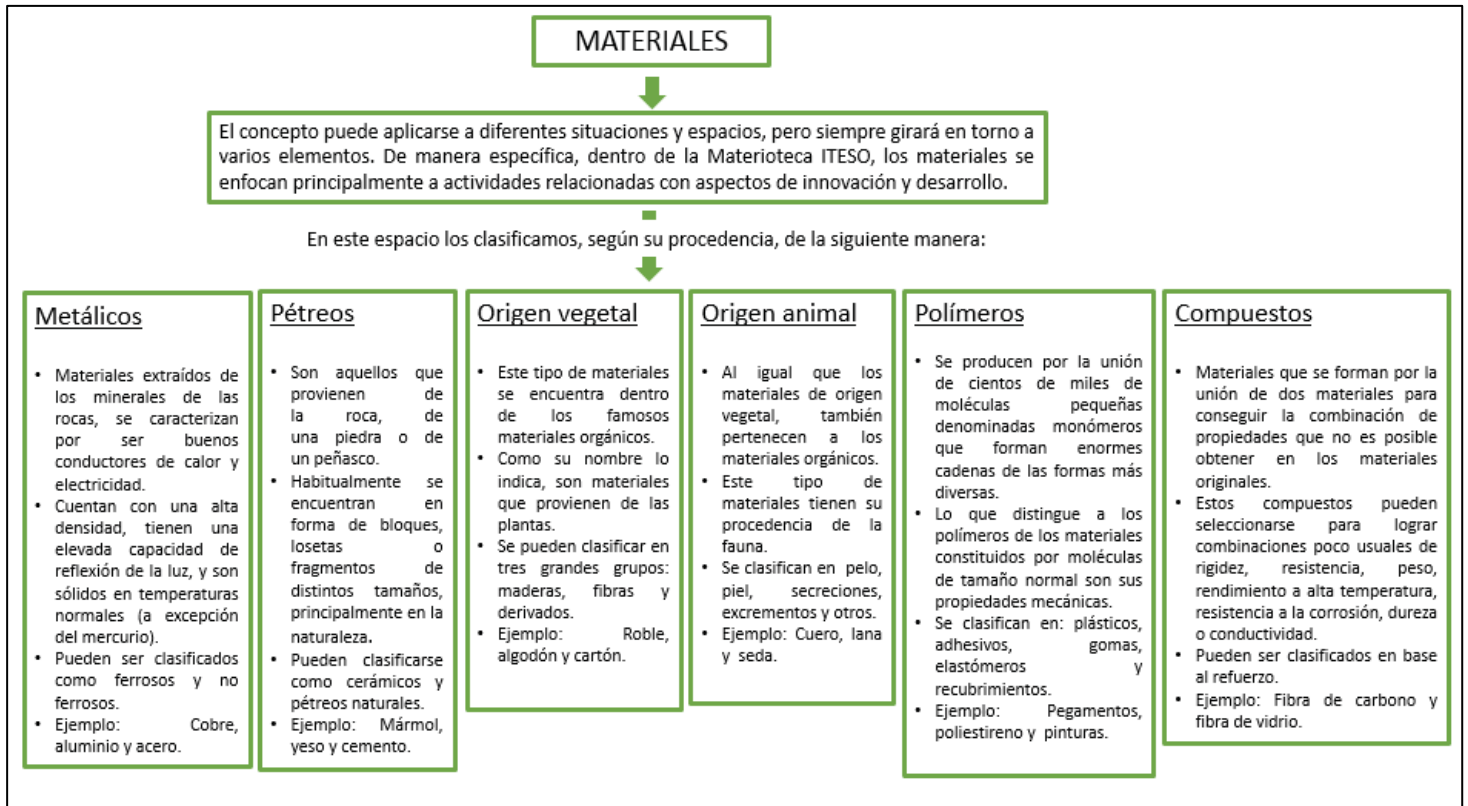 MATERIALES
El concepto puede aplicarse a diferentes situaciones y espacios, pero siempre girará en torno a
varios elementos. De manera específica, dentro de la Materioteca ITESO, los materiales se
enfocan principalmente a actividades relacionadas con aspectos de innovación y desarrollo.
En este espacio los clasificamos, según su procedencia, de la siguiente manera:
Metálicos
• Materiales extraídos de
los minerales de las
rocas, se caracterizan
por ser buenos
conductores de calor y
electricidad.
• Cuentan con una alta
densidad, tienen una
elevada capacidad de
reflexión de la luz, y son
sólidos en temperaturas
normales (a excepción
del mercurio).
• Pueden ser clasificados
como ferrosos y no
ferrosos.
• Ejemplo: Cobre,
aluminio y acero.
Pétreos
• Son aquellos que
provienen de
la roca, de
una piedra o de
un peñasco.
• Habitualmente se
encuentran en
forma de bloques,
losetas o
fragmentos de
distintos tamaños,
principalmente en la
naturaleza.
• Pueden clasificarse
como cerámicos y
pétreos naturales.
• Ejemplo: Mármol,
yeso y cemento.
Origen vegetal
• Este tipo de materiales
se encuentra dentro
de los famosos
materiales orgánicos.
• Como su nombre lo
indica, son materiales
que provienen de las
plantas.
• Se pueden clasificar en
tres grandes grupos:
maderas, fibras y
derivados.
• Ejemplo: Roble,
algodón y cartón.
Origen animal
• Al igual que los
materiales de origen
vegetal, también
pertenecen a los
materiales orgánicos.
• Este tipo de
materiales tienen su
procedencia de la
fauna.
• Se clasifican en pelo,
piel, secreciones,
excrementos y otros.
• Ejemplo: Cuero, lana
y seda.
Polímeros
• Se producen por la unión
de cientos de miles de
moléculas pequeñas
denominadas monómeros
que forman enormes
cadenas de las formas más
diversas.
• Lo que distingue a los
polímeros de los materiales
constituidos por moléculas
de tamaño normal son sus
propiedades mecánicas.
• Se clasifican en: plásticos,
adhesivos, gomas,
elastómeros y
recubrimientos.
• Ejemplo: Pegamentos,
poliestireno y pinturas.
Compuestos
• Materiales que se forman por la
unión de dos materiales para
conseguir la combinación de
propiedades que no es posible
obtener en los materiales
originales.
• Estos compuestos pueden
seleccionarse para lograr
combinaciones poco usuales de
rigidez, resistencia, peso,
rendimiento a alta temperatura,
resistencia a la corrosión, dureza
o conductividad.
• Pueden ser clasificados en base
al refuerzo.
• Ejemplo: Fibra de carbono y
fibra de vidrio.